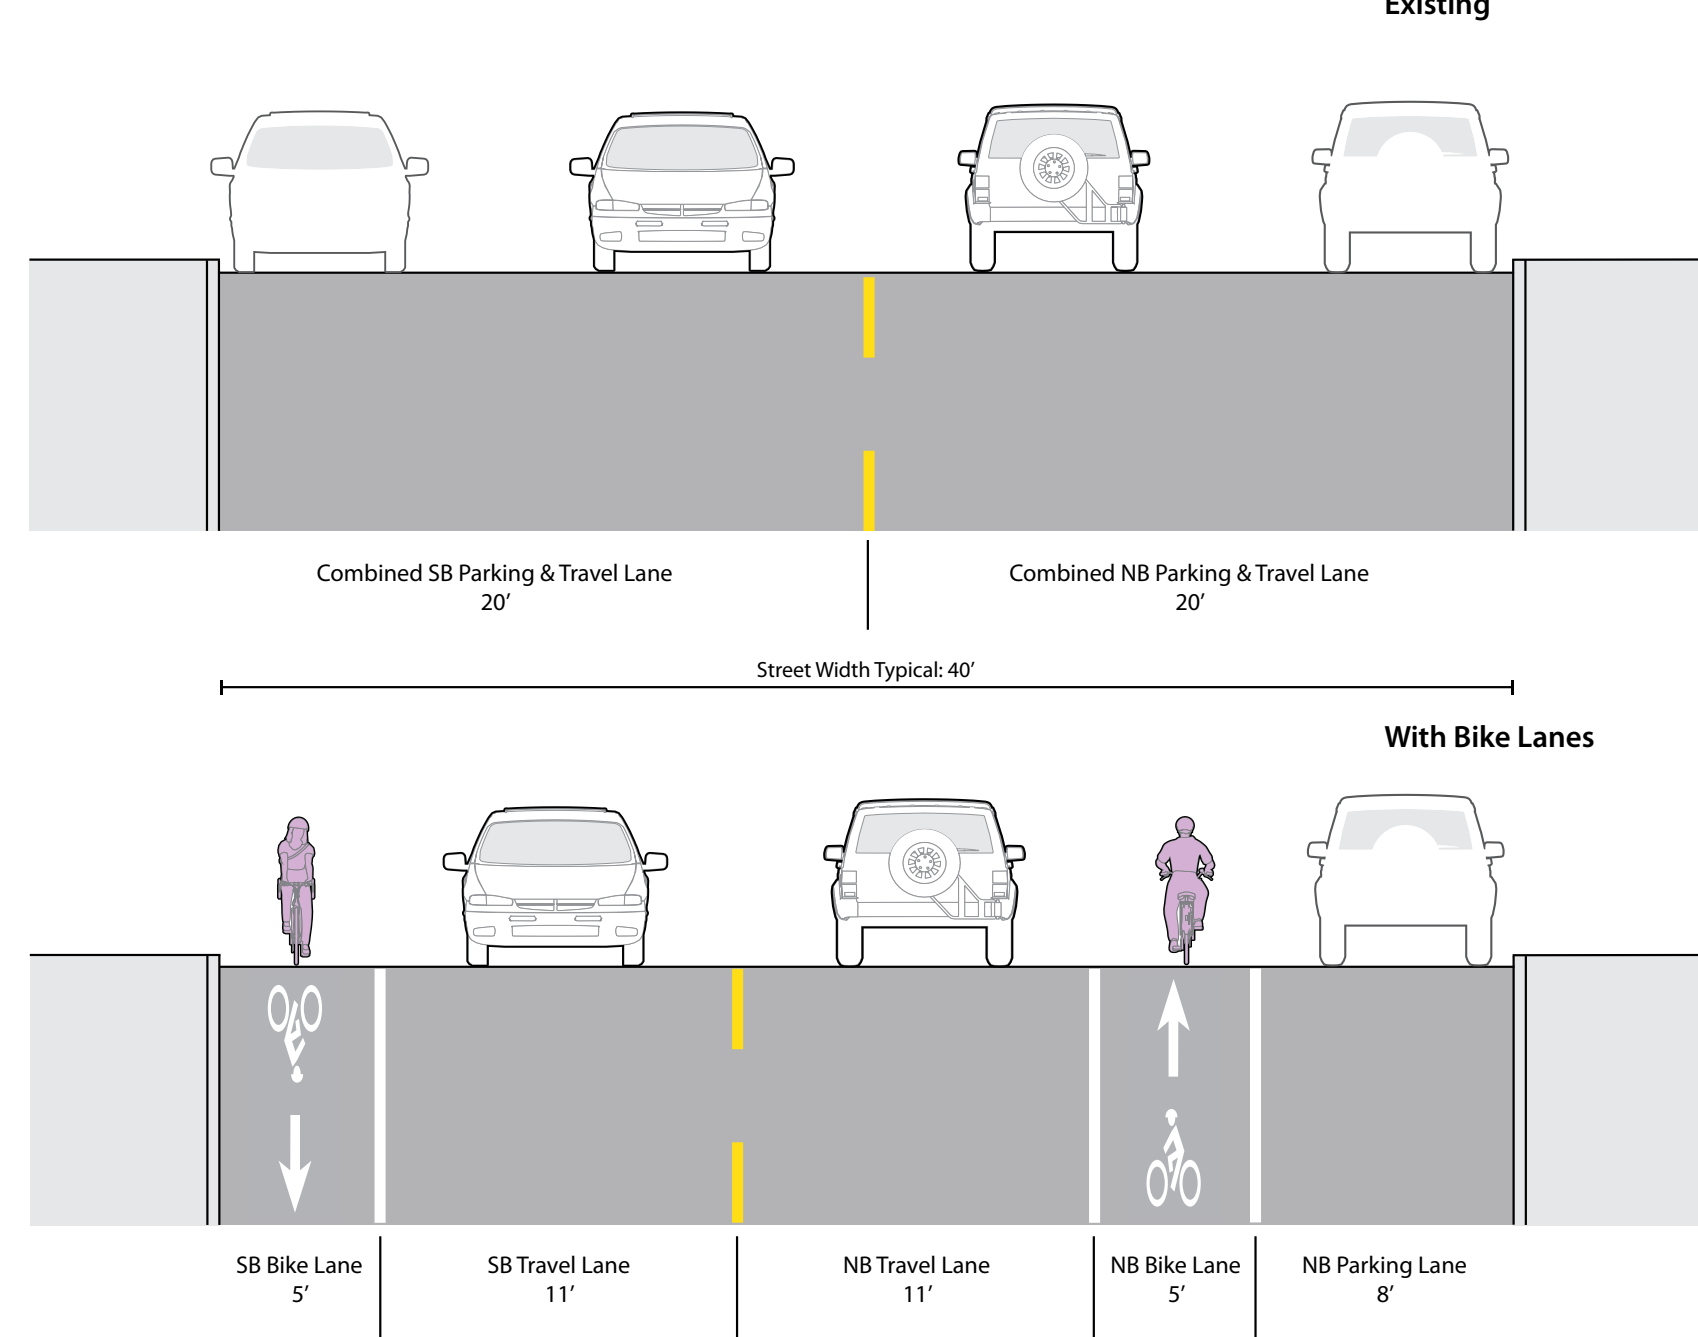 Existing
Combined SB Parking & Travel Lane
20′
Combined NB Parking & Travel Lane
20′
Street Width Typical: 40′
With Bike Lanes
SB Bike Lane
5′
SB Travel Lane
11′
NB Travel Lane
11′
NB Bike Lane
5′
NB Parking Lane
8′